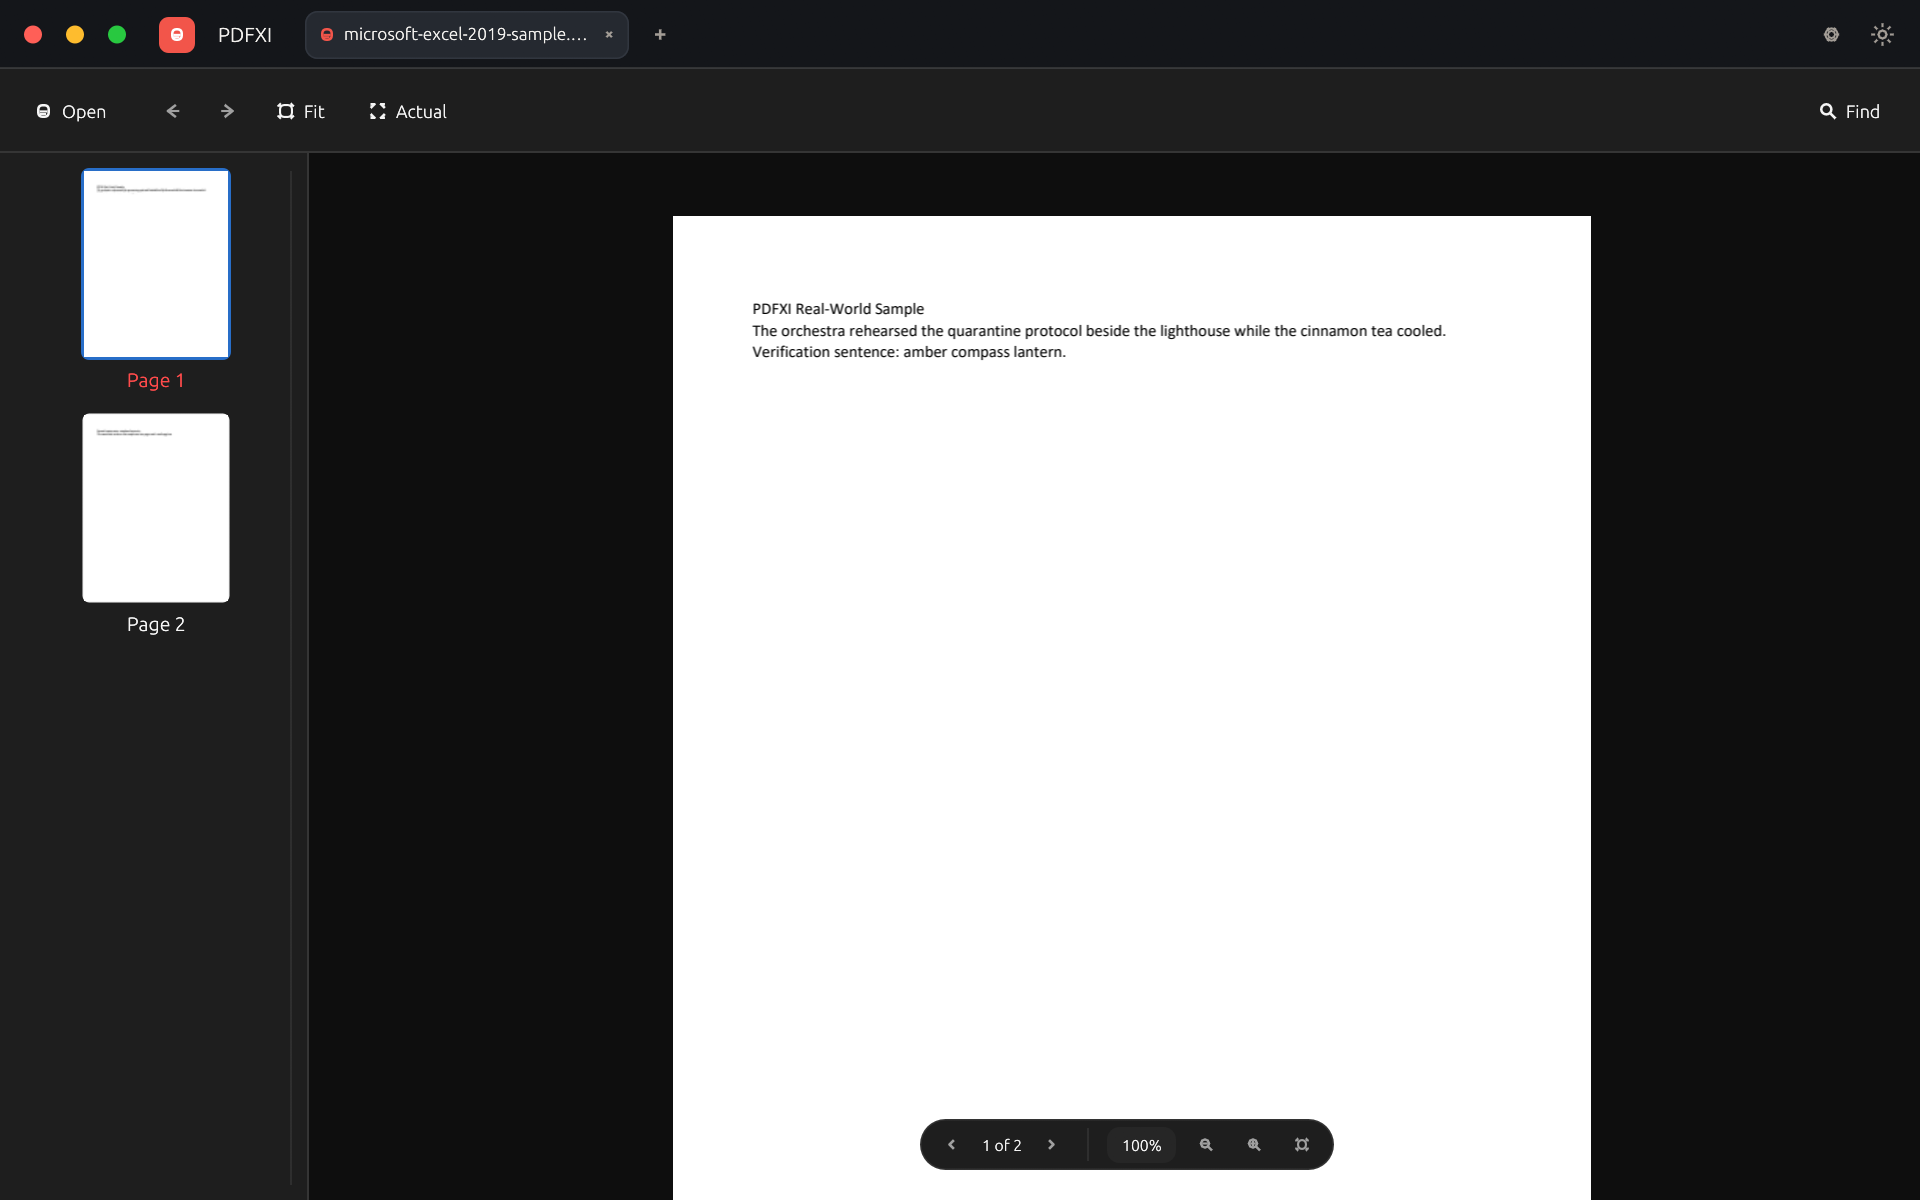 PDFXI
microsoft-excel-2019-sample....
Open
Fit
Actual
Find
Page 1
Page 2
PDFXI Real-World Sample
The orchestra rehearsed the quarantine protocol beside the lighthouse while the cinnamon tea cooled.
Verification sentence: amber compass lantern.
1 of 2
100%